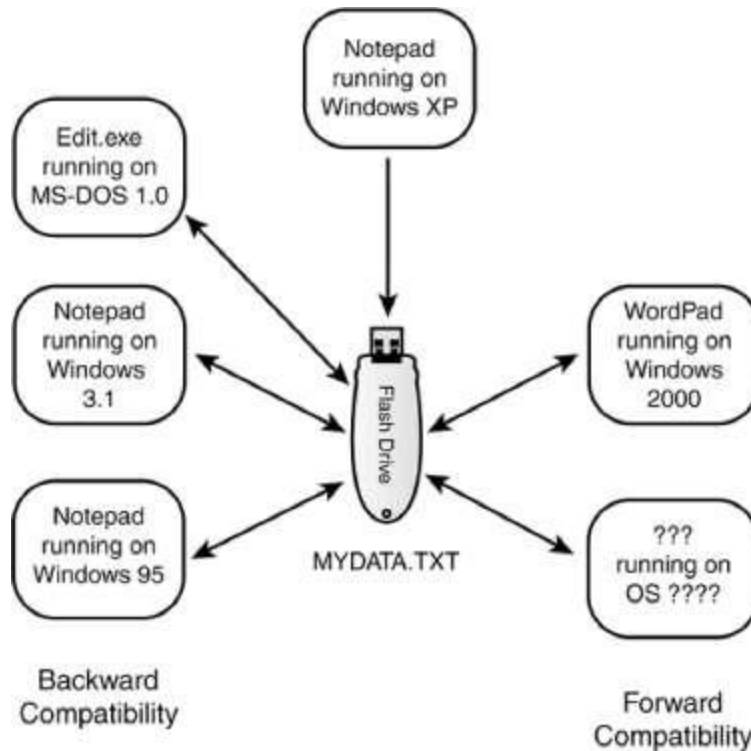 Notepad
running on
Windows XP
Edit.exe
running on
MS-DOS 1.0
Notepad
running on
Windows
3.1
WordPad
running on
Windows
2000
Flash Drive
Notepad
running on
Windows 95
???
running on
OS ????
MYDATA.TXT
Backward
Compatibility
Forward
Compatibility